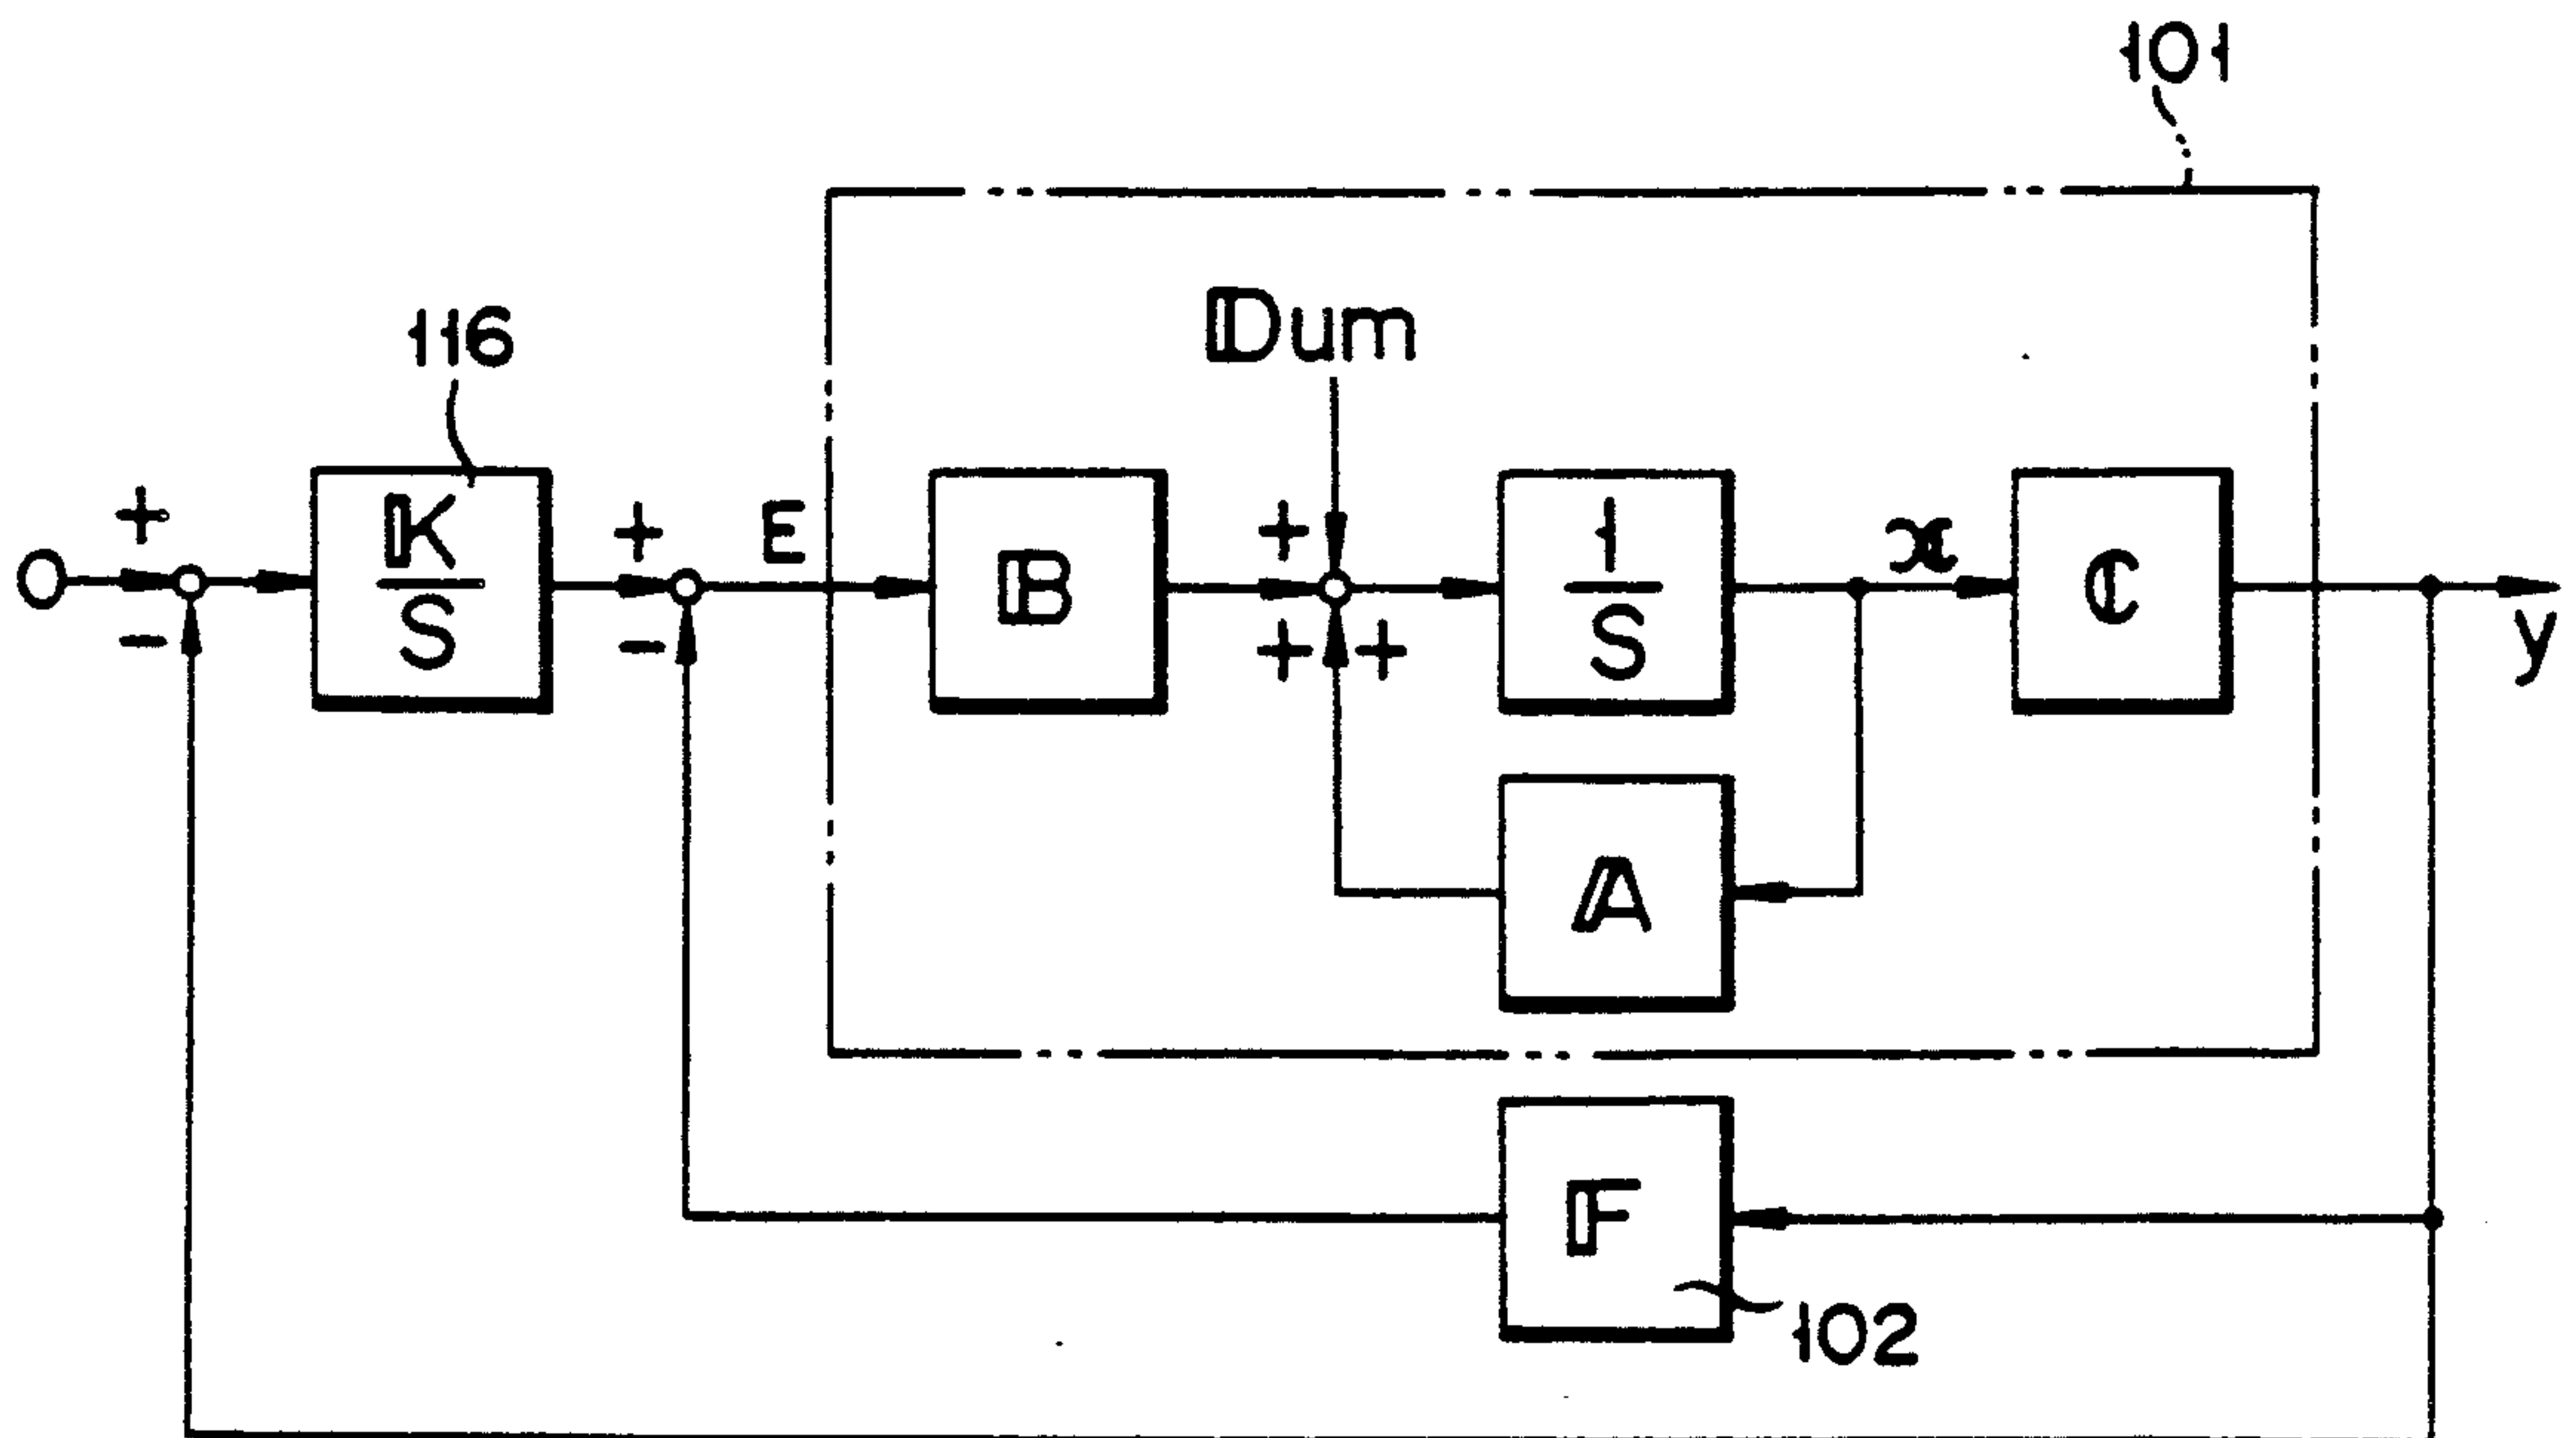 101
116
𝔻um
+
𝕂
S
+
E
𝔹
+
1
S
x
ℂ
O
-
-
+ +
y
𝔸
𝔽
102